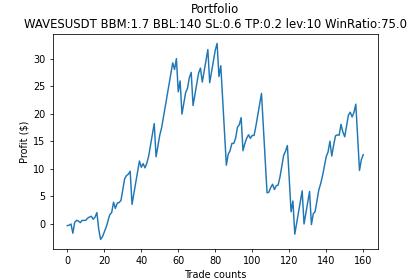 Portfolio
WAVESUSDT BBM:1.7 BBL:140 SL:0.6 TP:0.2 lev:10 WinRatio:75.0
Profit ($)
30
25
20
15
10
5
0
0 20 40 60 80 100 120 140 160
Trade counts